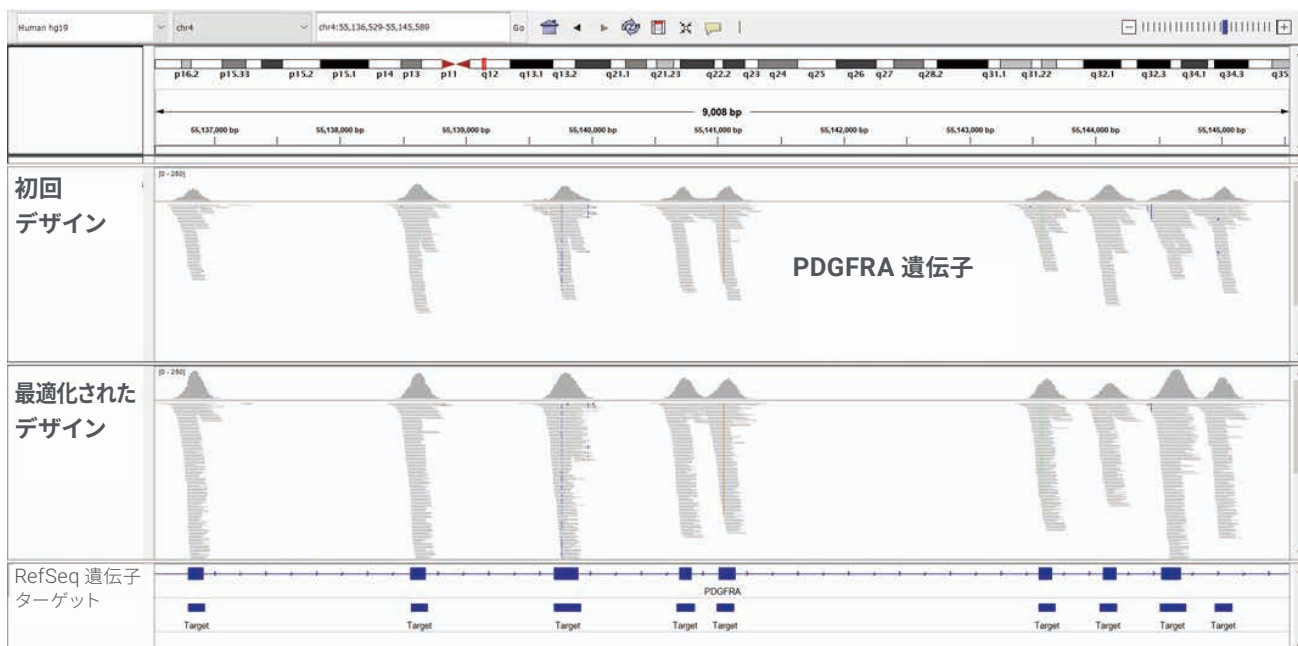 Human hg19 chr4 chr4:55,136,529-55,145,589 Go
p16.2 p15.33 p15.2 p15.1 p14 p13 p11 q12 q13.1 q13.2 q21.1 q21.23 q22.2 q23 q24 q25 q26 q27 q28.2 q31.1 q31.22 q32.1 q32.3 q34.1 q34.3 q35
9,008 bp
55,137,000 bp 55,138,000 bp 55,139,000 bp 55,140,000 bp 55,141,000 bp 55,142,000 bp 55,143,000 bp 55,144,000 bp 55,145,000 bp
[0 - 250]
初回
デザイン
PDGFRA 遺伝子
[0 - 250]
最適化された
デザイン
RefSeq 遺伝子
ターゲット
PDGFRA
Target Target Target Target Target Target Target Target Target